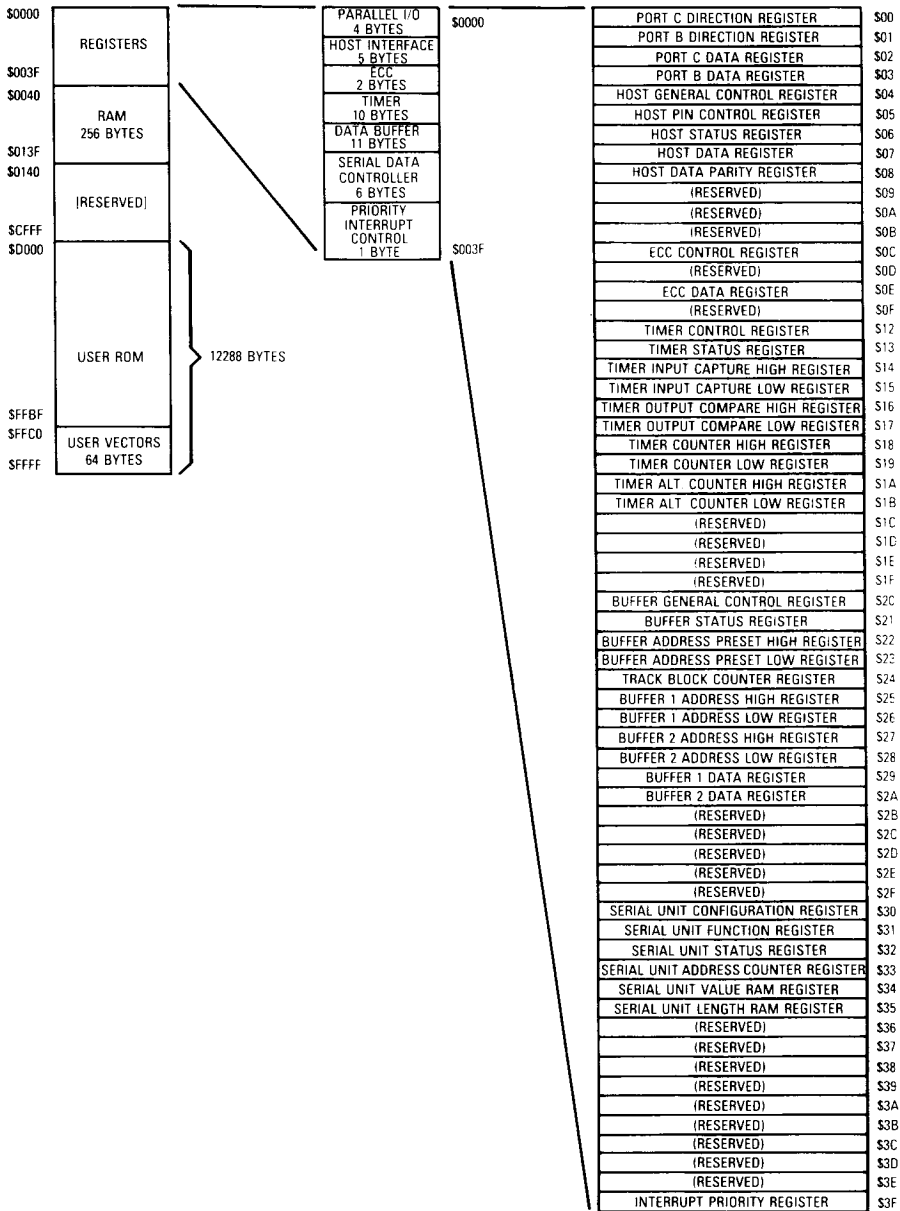 $0000
REGISTERS
$003F
$0040
RAM
256 BYTES
$013F
$0140
[RESERVED]
$CFFF
$D000
USER ROM
12288 BYTES
$FFBF
$FFC0
USER VECTORS
64 BYTES
$FFFF
PARALLEL I/O
4 BYTES
$0000
HOST INTERFACE
5 BYTES
ECC
2 BYTES
TIMER
10 BYTES
DATA BUFFER
11 BYTES
SERIAL DATA
CONTROLLER
6 BYTES
PRIORITY
INTERRUPT
CONTROL
1 BYTE
$003F
PORT C DIRECTION REGISTER $00
PORT B DIRECTION REGISTER $01
PORT C DATA REGISTER $02
PORT B DATA REGISTER $03
HOST GENERAL CONTROL REGISTER $04
HOST PIN CONTROL REGISTER $05
HOST STATUS REGISTER $06
HOST DATA REGISTER $07
HOST DATA PARITY REGISTER $08
(RESERVED) $09
(RESERVED) $0A
(RESERVED) $0B
ECC CONTROL REGISTER $0C
(RESERVED) $0D
ECC DATA REGISTER $0E
(RESERVED) $0F
TIMER CONTROL REGISTER $12
TIMER STATUS REGISTER $13
TIMER INPUT CAPTURE HIGH REGISTER $14
TIMER INPUT CAPTURE LOW REGISTER $15
TIMER OUTPUT COMPARE HIGH REGISTER $16
TIMER OUTPUT COMPARE LOW REGISTER $17
TIMER COUNTER HIGH REGISTER $18
TIMER COUNTER LOW REGISTER $19
TIMER ALT. COUNTER HIGH REGISTER $1A
TIMER ALT. COUNTER LOW REGISTER $1B
(RESERVED) $1C
(RESERVED) $1D
(RESERVED) $1E
(RESERVED) $1F
BUFFER GENERAL CONTROL REGISTER $20
BUFFER STATUS REGISTER $21
BUFFER ADDRESS PRESET HIGH REGISTER $22
BUFFER ADDRESS PRESET LOW REGISTER $23
TRACK BLOCK COUNTER REGISTER $24
BUFFER 1 ADDRESS HIGH REGISTER $25
BUFFER 1 ADDRESS LOW REGISTER $26
BUFFER 2 ADDRESS HIGH REGISTER $27
BUFFER 2 ADDRESS LOW REGISTER $28
BUFFER 1 DATA REGISTER $29
BUFFER 2 DATA REGISTER $2A
(RESERVED) $2B
(RESERVED) $2C
(RESERVED) $2D
(RESERVED) $2E
(RESERVED) $2F
SERIAL UNIT CONFIGURATION REGISTER $30
SERIAL UNIT FUNCTION REGISTER $31
SERIAL UNIT STATUS REGISTER $32
SERIAL UNIT ADDRESS COUNTER REGISTER $33
SERIAL UNIT VALUE RAM REGISTER $34
SERIAL UNIT LENGTH RAM REGISTER $35
(RESERVED) $36
(RESERVED) $37
(RESERVED) $38
(RESERVED) $39
(RESERVED) $3A
(RESERVED) $3B
(RESERVED) $3C
(RESERVED) $3D
(RESERVED) $3E
INTERRUPT PRIORITY REGISTER $3F